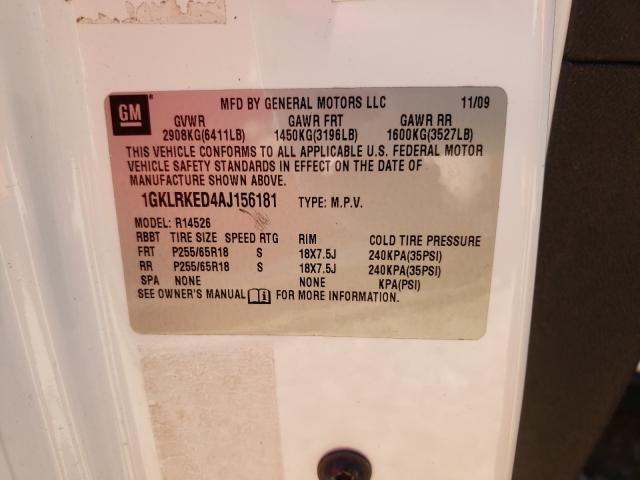 GM
MFD BY GENERAL MOTORS LLC 11/09
GVWR GAWR FRT GAWR RR
2908KG(6411LB) 1450KG(3196LB) 1600KG(3527LB)
THIS VEHICLE CONFORMS TO ALL APPLICABLE U.S. FEDERAL MOTOR
VEHICLE SAFETY STANDARDS IN EFFECT ON THE DATE OF
MANUFACTURE SHOWN ABOVE.
1GKLRKED4AJ156181 TYPE: M.P.V.
MODEL: R14526
RBBT TIRE SIZE SPEED RTG RIM COLD TIRE PRESSURE
FRT P255/65R18 S 18X7.5J 240KPA(35PSI)
RR P255/65R18 S 18X7.5J 240KPA(35PSI)
SPA NONE NONE KPA(PSI)
SEE OWNER'S MANUAL FOR MORE INFORMATION.